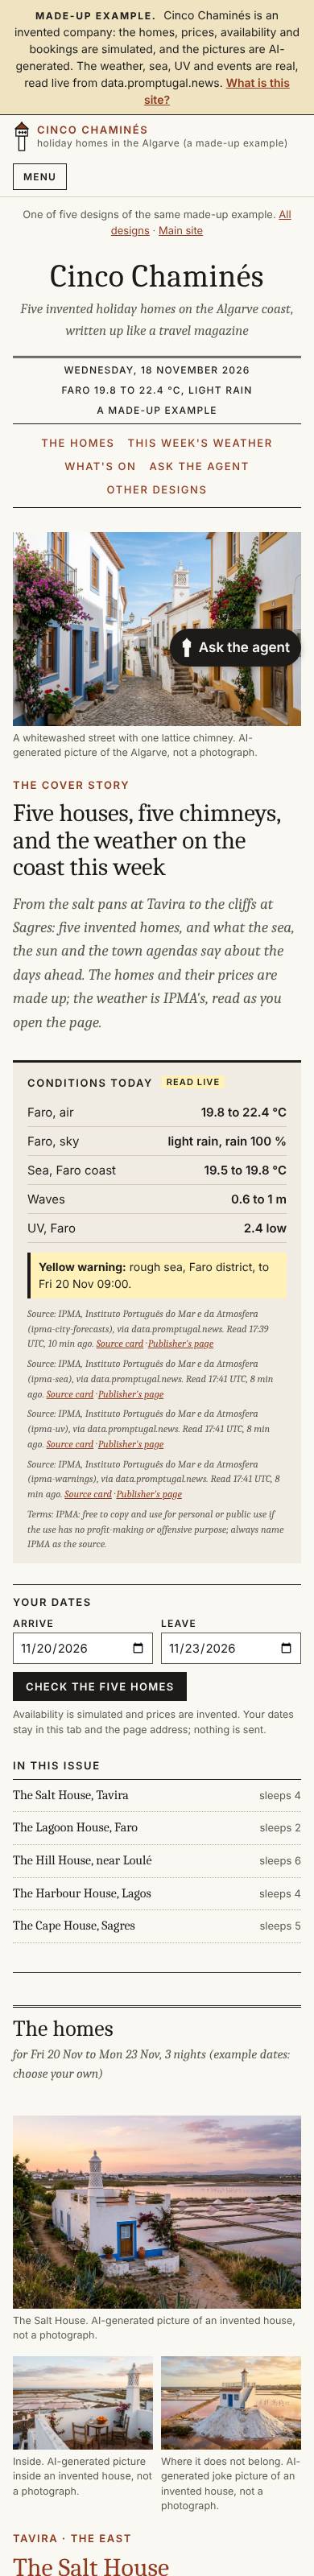 MADE-UP EXAMPLE. Cinco Chaminés is an
invented company: the homes, prices, availability and
bookings are simulated, and the pictures are AI-
generated. The weather, sea, UV and events are real,
read live from data.promptugal.news. What is this
site?
CINCO CHAMINÉS
holiday homes in the Algarve (a made-up example)
MENU
One of five designs of the same made-up example. All
designs · Main site
Cinco Chaminés
Five invented holiday homes on the Algarve coast,
written up like a travel magazine
WEDNESDAY, 18 NOVEMBER 2026
FARO 19.8 TO 22.4 °C, LIGHT RAIN
A MADE-UP EXAMPLE
THE HOMES THIS WEEK'S WEATHER
WHAT'S ON ASK THE AGENT
OTHER DESIGNS
Ask the agent
A whitewashed street with one lattice chimney. AI-
generated picture of the Algarve, not a photograph.
THE COVER STORY
Five houses, five chimneys,
and the weather on the
coast this week
From the salt pans at Tavira to the cliffs at
Sagres: five invented homes, and what the sea,
the sun and the town agendas say about the
days ahead. The homes and their prices are
made up; the weather is IPMA's, read as you
open the page.
CONDITIONS TODAY READ LIVE
Faro, air 19.8 to 22.4 °C
Faro, sky light rain, rain 100 %
Sea, Faro coast 19.5 to 19.8 °C
Waves 0.6 to 1 m
UV, Faro 2.4 low
Yellow warning: rough sea, Faro district, to
Fri 20 Nov 09:00.
Source: IPMA, Instituto Português do Mar e da Atmosfera
(ipma-city-forecasts), via data.promptugal.news. Read 17:39
UTC, 10 min ago. Source card · Publisher's page
Source: IPMA, Instituto Português do Mar e da Atmosfera
(ipma-sea), via data.promptugal.news. Read 17:41 UTC, 8 min
ago. Source card · Publisher's page
Source: IPMA, Instituto Português do Mar e da Atmosfera
(ipma-uv), via data.promptugal.news. Read 17:41 UTC, 8 min
ago. Source card · Publisher's page
Source: IPMA, Instituto Português do Mar e da Atmosfera
(ipma-warnings), via data.promptugal.news. Read 17:41 UTC, 8
min ago. Source card · Publisher's page
Terms: IPMA: free to copy and use for personal or public use if
the use has no profit-making or offensive purpose; always name
IPMA as the source.
YOUR DATES
ARRIVE LEAVE
11/20/2026 11/23/2026
CHECK THE FIVE HOMES
Availability is simulated and prices are invented. Your dates
stay in this tab and the page address; nothing is sent.
IN THIS ISSUE
The Salt House, Tavira sleeps 4
The Lagoon House, Faro sleeps 2
The Hill House, near Loulé sleeps 6
The Harbour House, Lagos sleeps 4
The Cape House, Sagres sleeps 5
The homes
for Fri 20 Nov to Mon 23 Nov, 3 nights (example dates:
choose your own)
The Salt House. AI-generated picture of an invented house,
not a photograph.
Inside. AI-generated picture
inside an invented house, not
a photograph.
Where it does not belong. AI-
generated joke picture of an
invented house, not a
photograph.
TAVIRA · THE EAST
The Salt House